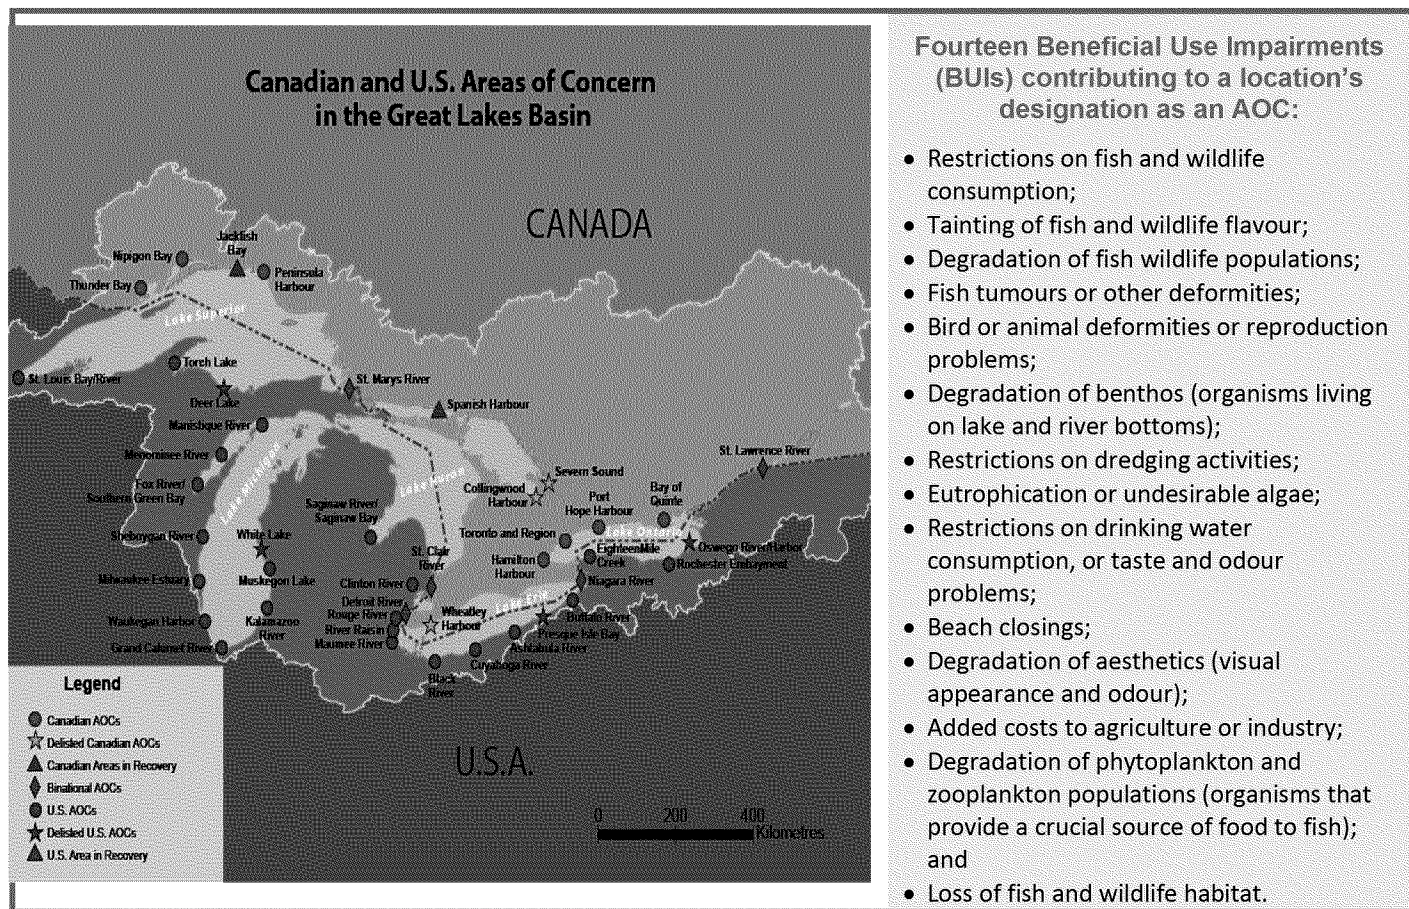 Canadian and U.S. Areas of Concern
in the Great Lakes Basin
CANADA
Jackfish
Bay
Nipigon Bay
Peninsula
Harbour
Thunder Bay
Lake Superior
Torch Lake
St. Louis Bay/River
St. Marys River
Deer Lake
Spanish Harbour
Manistique River
Menominee River
St. Lawrence River
Severn Sound
Fox River/
Southern Green Bay
Lake Michigan
Lake Huron
Collingwood
Harbour
Bay of
Quinte
Port
Hope Harbour
Saginaw River/
Saginaw Bay
Sheboygan River
White Lake
Toronto and Region
Lake Ontario
EighteenMile
Creek
Oswego River/Harbor
Rochester Embayment
St. Clair
River
Hamilton
Harbour
Milwaukee Estuary
Muskegon Lake
Clinton River
Niagara River
Detroit River
Rouge River
River Raisin
Maumee River
Lake Erie
Wheatley
Harbour
Waukegan Harbor
Kalamazoo
River
Buffalo River
Presque Isle Bay
Ashtabula River
Grand Calumet River
Cuyahoga River
Black
River
Legend
Canadian AOCs
Delisted Canadian AOCs
Canadian Areas in Recovery
Binational AOCs
U.S. AOCs
Delisted U.S. AOCs
U.S. Area in Recovery
U.S.A.
0 200 400
Kilometres
Fourteen Beneficial Use Impairments
(BUIs) contributing to a location's
designation as an AOC:
• Restrictions on fish and wildlife
consumption;
• Tainting of fish and wildlife flavour;
• Degradation of fish wildlife populations;
• Fish tumours or other deformities;
• Bird or animal deformities or reproduction
problems;
• Degradation of benthos (organisms living
on lake and river bottoms);
• Restrictions on dredging activities;
• Eutrophication or undesirable algae;
• Restrictions on drinking water
consumption, or taste and odour
problems;
• Beach closings;
• Degradation of aesthetics (visual
appearance and odour);
• Added costs to agriculture or industry;
• Degradation of phytoplankton and
zooplankton populations (organisms that
provide a crucial source of food to fish);
and
• Loss of fish and wildlife habitat.